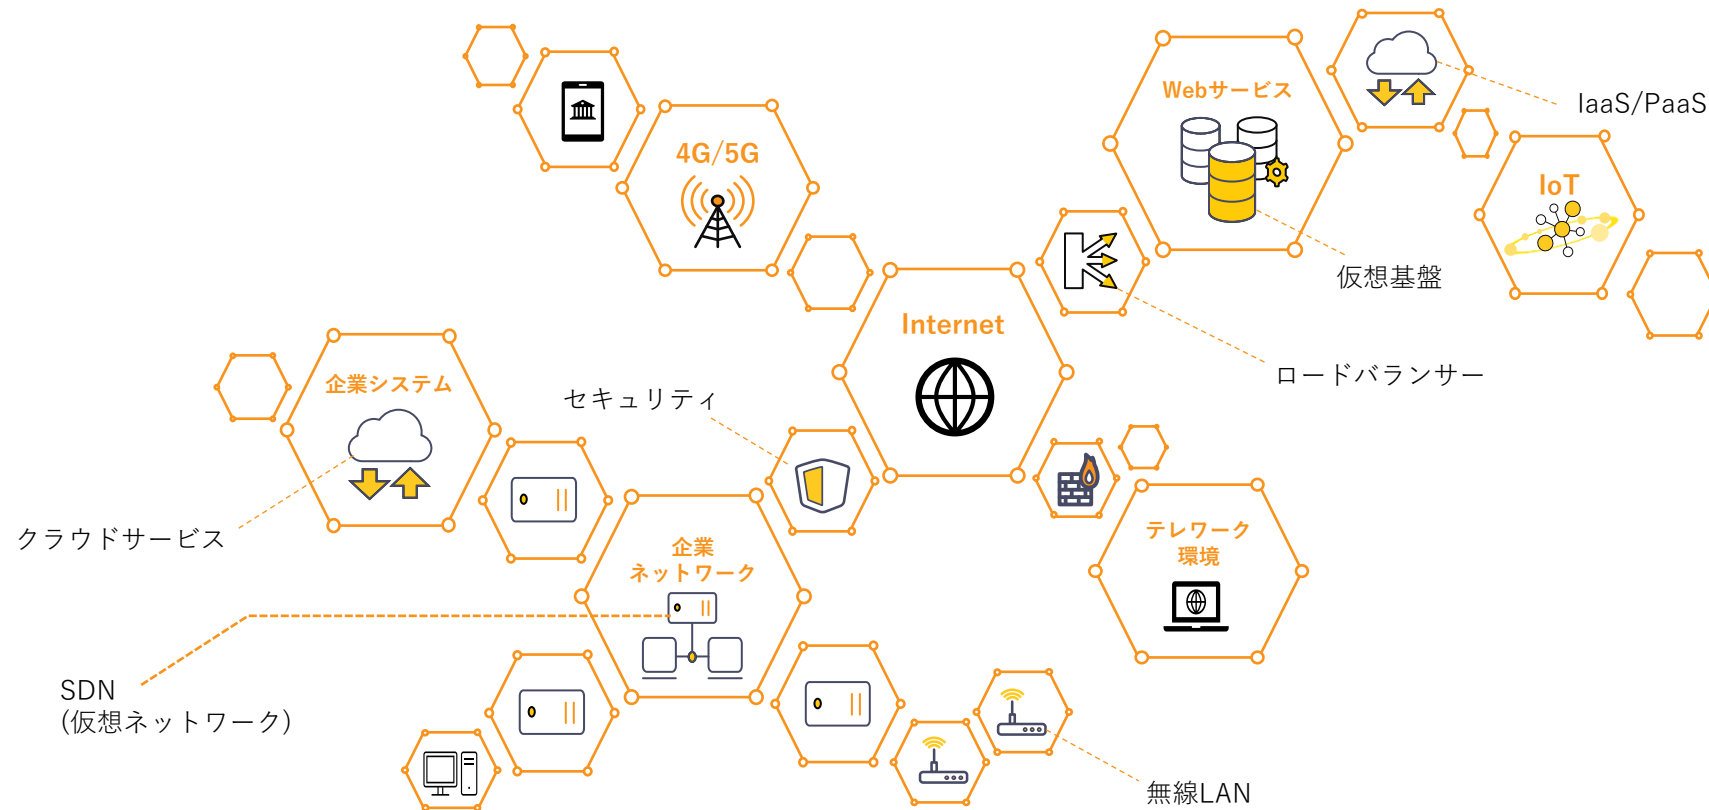 Webサービス
IaaS/PaaS
4G/5G
IoT
仮想基盤
Internet
ロードバランサー
企業システム
セキュリティ
クラウドサービス
テレワーク
環境
企業
ネットワーク
SDN
(仮想ネットワーク)
無線LAN